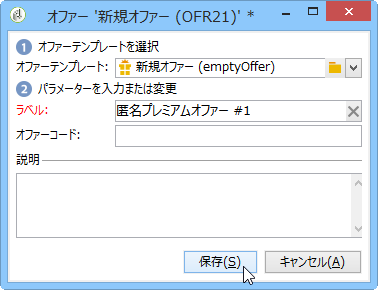 オファー '新規オファー (OFR21)' *
1 オファーテンプレートを選択
オファーテンプレート: 新規オファー (emptyOffer)
2 パラメーターを入力または変更
ラベル: 匿名プレミアムオファー #1
オファーコード:
説明
保存(S) キャンセル(A)